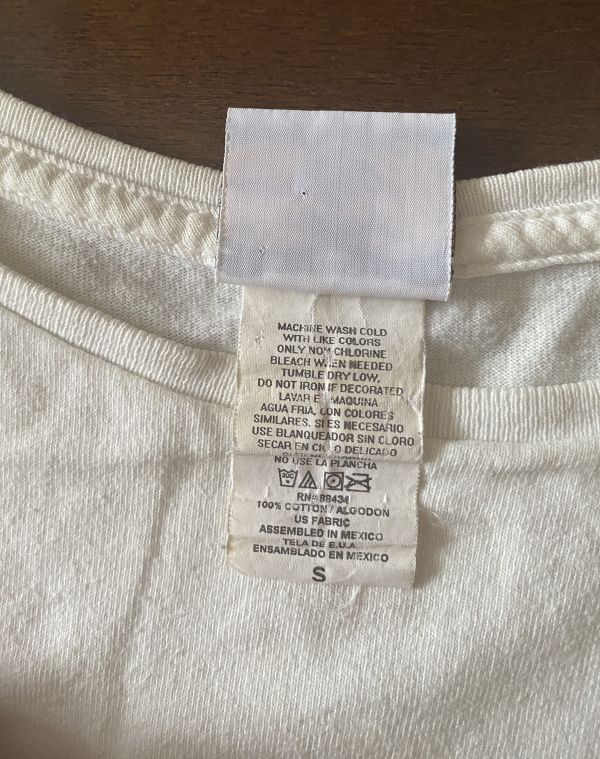 MACHINE WASH COLD
WITH LIKE COLORS
ONLY NON CHLORINE
BLEACH WHEN NEEDED
TUMBLE DRY LOW,
DO NOT IRON IF DECORATED
LAVAR EN MAQUINA
AGUA FRIA, CON COLORES
SIMILARES. SI ES NECESARIO
USE BLANQUEADOR SIN CLORO
SECAR EN CICLO DELICADO
NO USE LA PLANCHA
30C
RN# 88434
100% COTTON / ALGODON
US FABRIC
ASSEMBLED IN MEXICO
TELA DE E.U.A.
ENSAMBLADO EN MEXICO
S